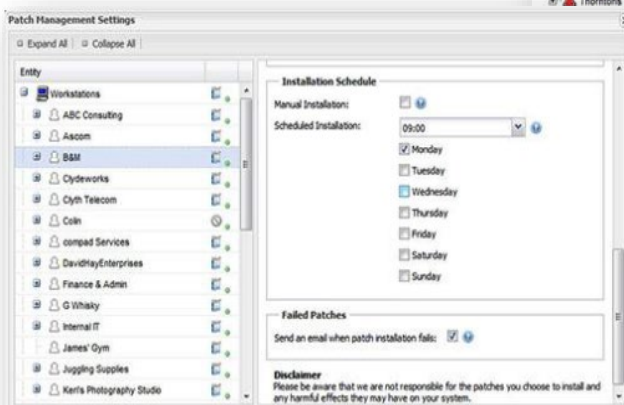 Thorntons
Patch Management Settings
Expand All Collapse All
Entity
Workstations
ABC Consulting
Ascom
B&M
Clydeworks
Clyth Telecom
Colin
compad Services
DavidHayEnterprises
Finance & Admin
G Whisky
Internal IT
James' Gym
Juggling Supplies
Kerri's Photography Studio
Installation Schedule
Manual Installation:
Scheduled Installation: 09:00
Monday
Tuesday
Wednesday
Thursday
Friday
Saturday
Sunday
Failed Patches
Send an email when patch installation fails:
Disclaimer
Please be aware that we are not responsible for the patches you choose to install and
any harmful effects they may have on your system.